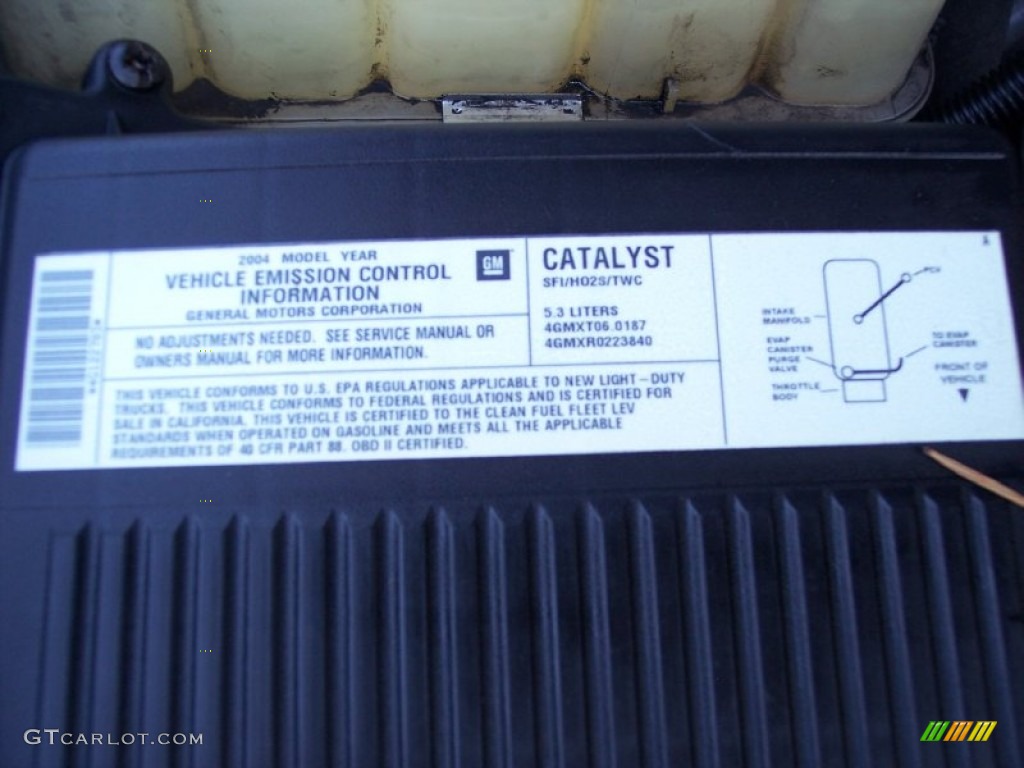 2004 MODEL YEAR
VEHICLE EMISSION CONTROL
INFORMATION
GENERAL MOTORS CORPORATION
GM
NO ADJUSTMENTS NEEDED. SEE SERVICE MANUAL OR
OWNERS MANUAL FOR MORE INFORMATION.
CATALYST
SFI/HO2S/TWC
5.3 LITERS
4GMXT06.0187
4GMXR0223840
THIS VEHICLE CONFORMS TO U.S. EPA REGULATIONS APPLICABLE TO NEW LIGHT-DUTY
TRUCKS. THIS VEHICLE CONFORMS TO FEDERAL REGULATIONS AND IS CERTIFIED FOR
SALE IN CALIFORNIA. THIS VEHICLE IS CERTIFIED TO THE CLEAN FUEL FLEET LEV
STANDARDS WHEN OPERATED ON GASOLINE AND MEETS ALL THE APPLICABLE
REQUIREMENTS OF 40 CFR PART 88. OBD II CERTIFIED.
A
PCV
INTAKE
MANIFOLD
EVAP
CANISTER
PURGE
VALVE
THROTTLE
BODY
TO EVAP
CANISTER
FRONT OF
VEHICLE
GTCARLOT.COM